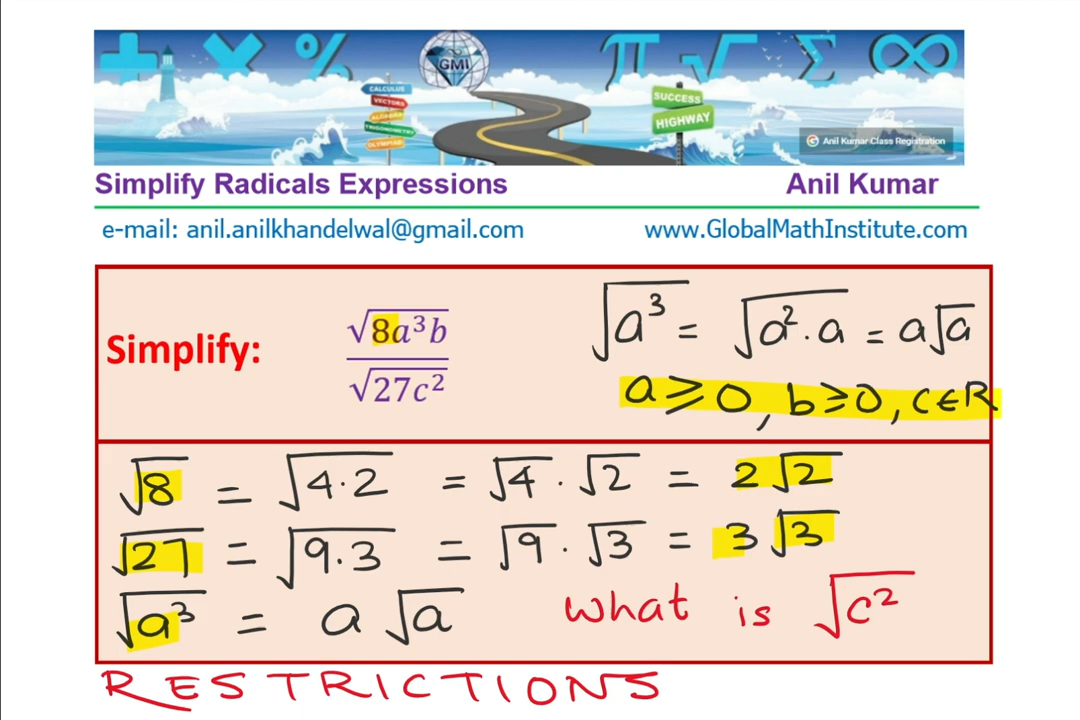 + × % GMI π √ Σ ∞
CALCULUS
VECTORS
ALGEBRA
TRIGONOMETRY
OLYMPIAD
SUCCESS
HIGHWAY
G Anil Kumar Class Registration
Simplify Radicals Expressions Anil Kumar
e-mail: anil.anilkhandelwal@gmail.com www.GlobalMathInstitute.com
Simplify: √(8a³b) / √(27c²)
√(a³) = √(a²·a) = a√a
a ≥ 0, b ≥ 0, c ∈ R
√8 = √(4·2) = √4 · √2 = 2√2
√27 = √(9·3) = √9 · √3 = 3√3
√(a³) = a√a what is √(c²)
RESTRICTIONS